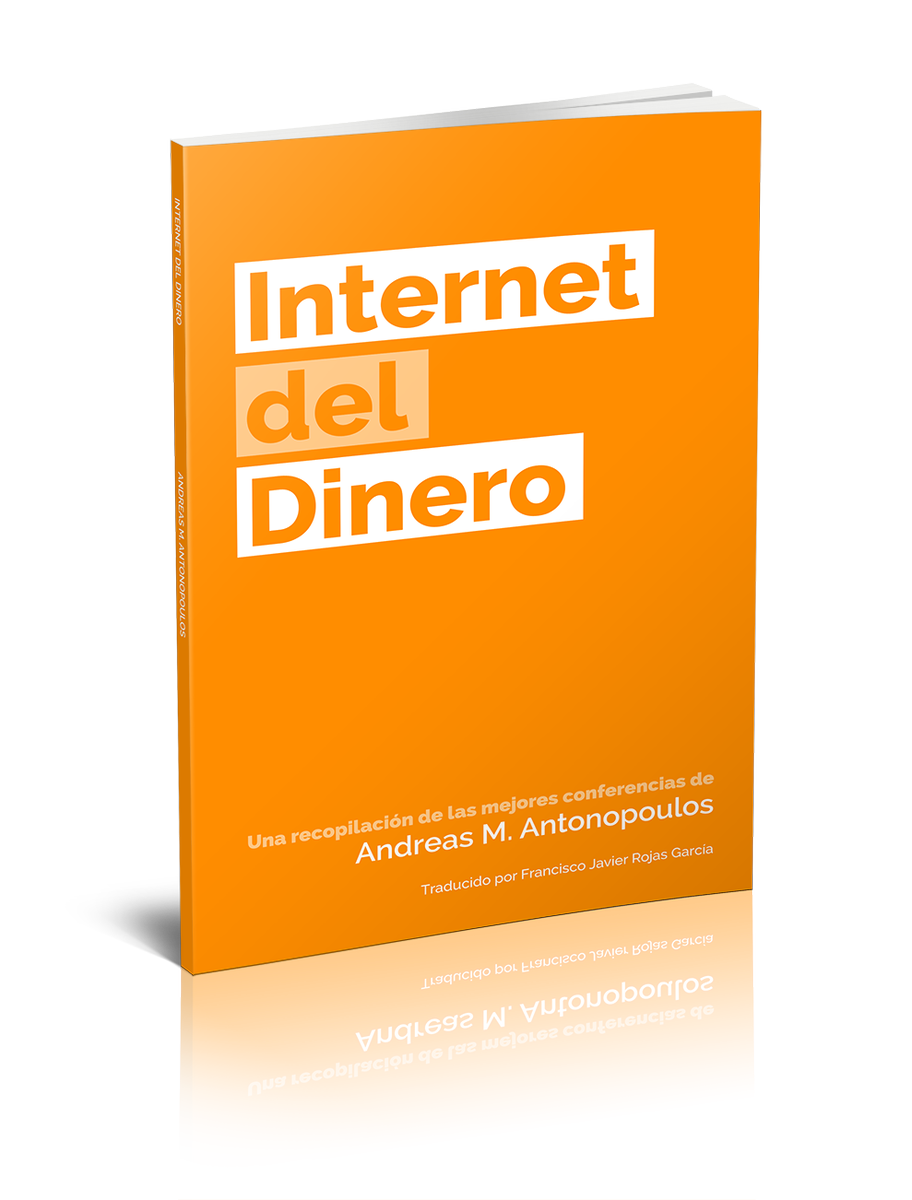 Internet
del
Dinero
Una recopilación de las mejores conferencias de
Andreas M. Antonopoulos
Traducido por Francisco Javier Rojas García
INTERNET DEL DINERO
ANDREAS M. ANTONOPOULOS